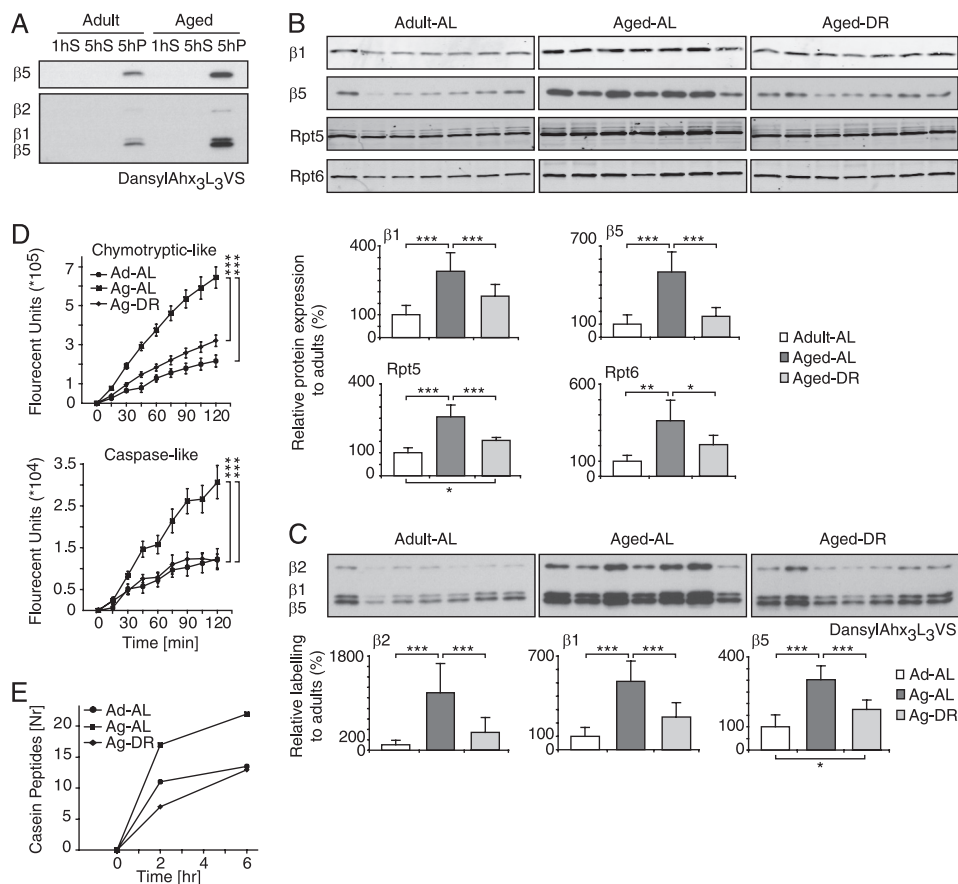 A
Adult Aged
1hS 5hS 5hP 1hS 5hS 5hP
β5
β2
β1
β5
DansylAhx3L3VS
B
Adult-AL Aged-AL Aged-DR
β1
β5
Rpt5
Rpt6
Relative protein expression
to adults (%)
β1
400
100
0
*** ***
β5
700
100
0
*** ***
Rpt5
400
100
0
*** ***
*
Rpt6
600
100
0
** *
Adult-AL
Aged-AL
Aged-DR
C
Adult-AL Aged-AL Aged-DR
β2
β1
β5
DansylAhx3L3VS
Relative labelling
to adults (%)
β2
1800
200
0
*** ***
β1
700
100
0
*** ***
β5
400
100
0
*** ***
*
Ad-AL
Ag-AL
Ag-DR
D
Chymotryptic-like
Flourecent Units (*105)
7
5
3
2
1
0
Ad-AL
Ag-AL
Ag-DR
***
***
0 30 60 90 120
Caspase-like
Flourecent Units (*104)
3.5
2.5
1.5
0.5
0
***
***
0 30 60 90 120
Time [min]
E
Casein Peptides [Nr]
20
15
10
5
0
Ad-AL
Ag-AL
Ag-DR
0 2 4 6
Time [hr]